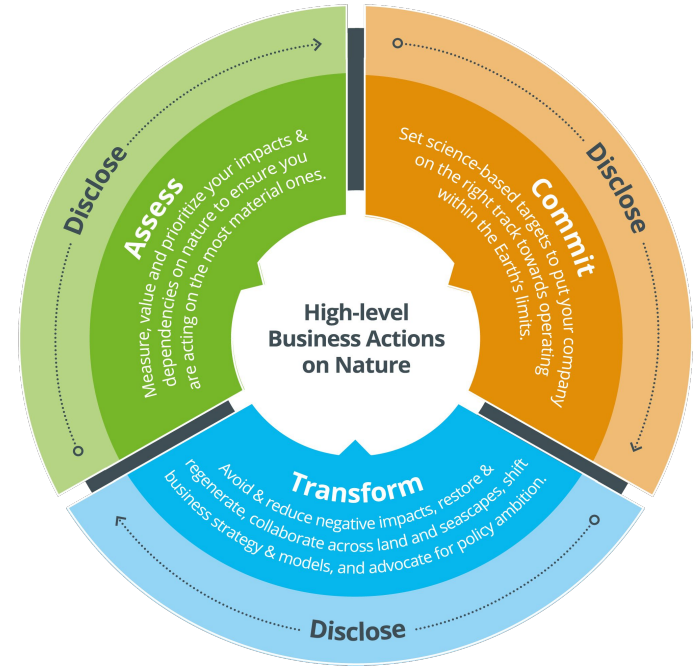 High-level
Business Actions
on Nature
Disclose
Assess
Measure, value and prioritize your impacts &
dependencies on nature to ensure you
are acting on the most material ones.
Disclose
Commit
Set science-based targets to put your company
on the right track towards operating
within the Earth's limits.
Transform
Avoid & reduce negative impacts, restore &
regenerate, collaborate across land and seascapes, shift
business strategy & models, and advocate for policy ambition.
Disclose